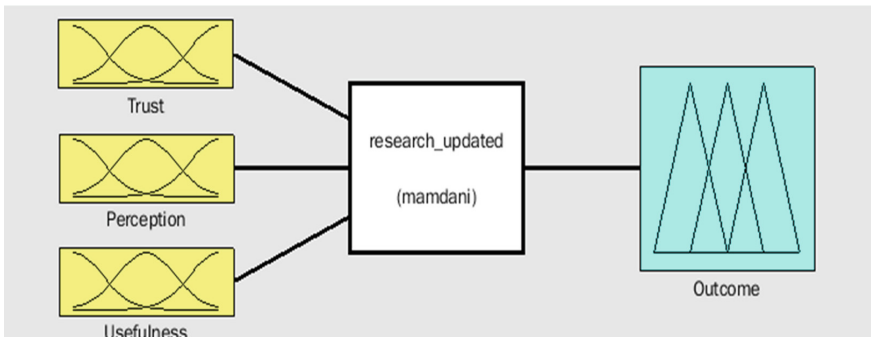 Trust
Perception
Usefulness
research_updated
(mamdani)
Outcome